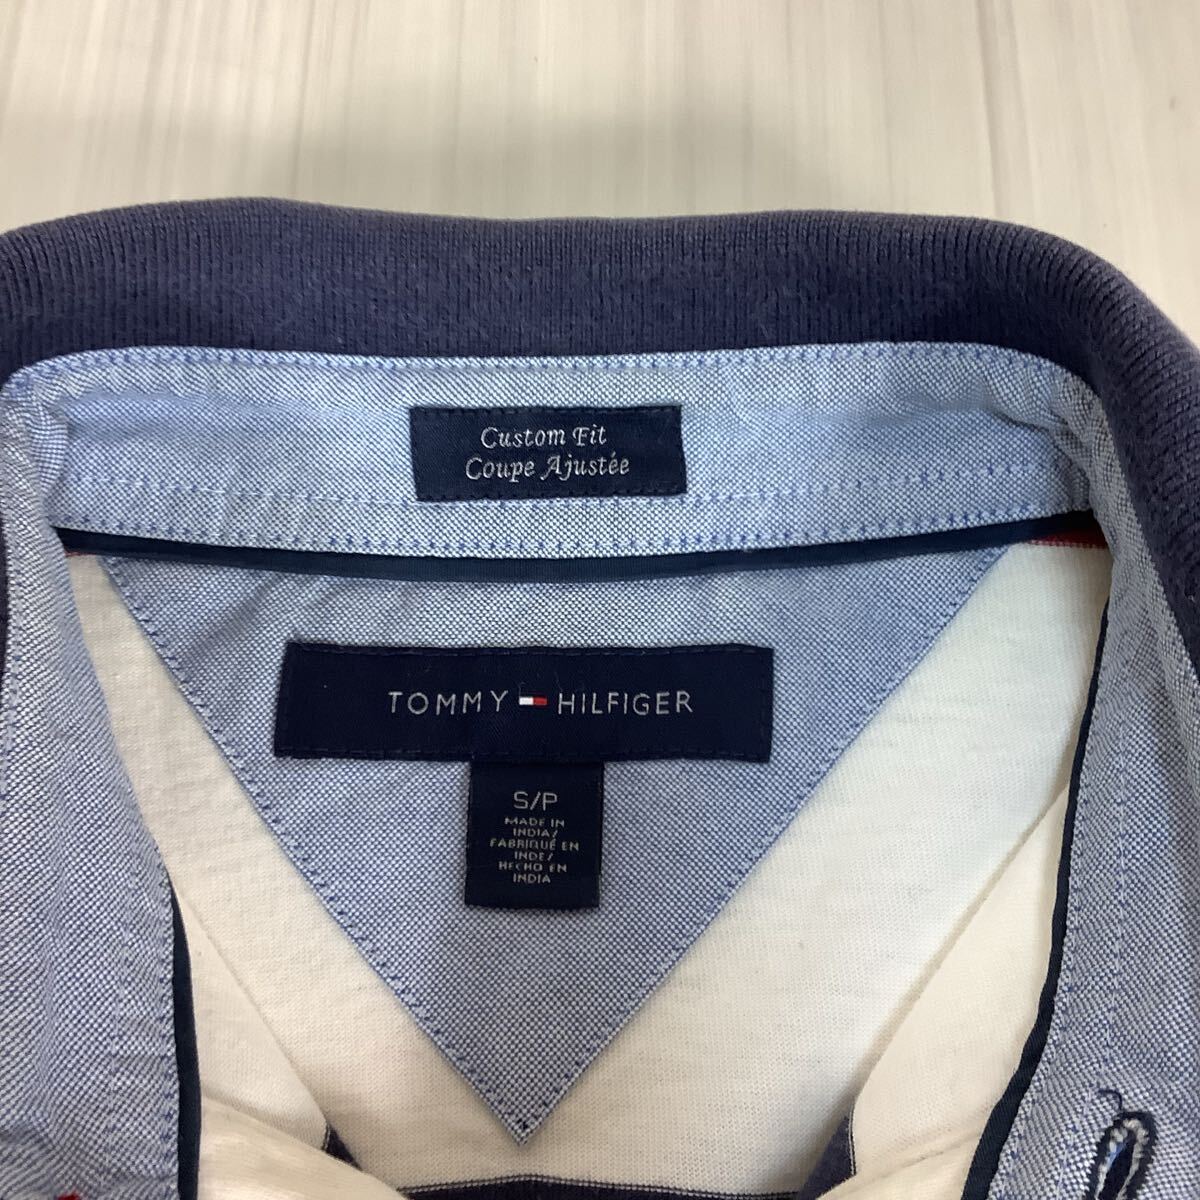 Custom Fit
Coupe Ajustée
TOMMY HILFIGER
S/P
MADE IN
INDIA/
FABRIQUÉ EN
INDE/
HECHO EN
INDIA